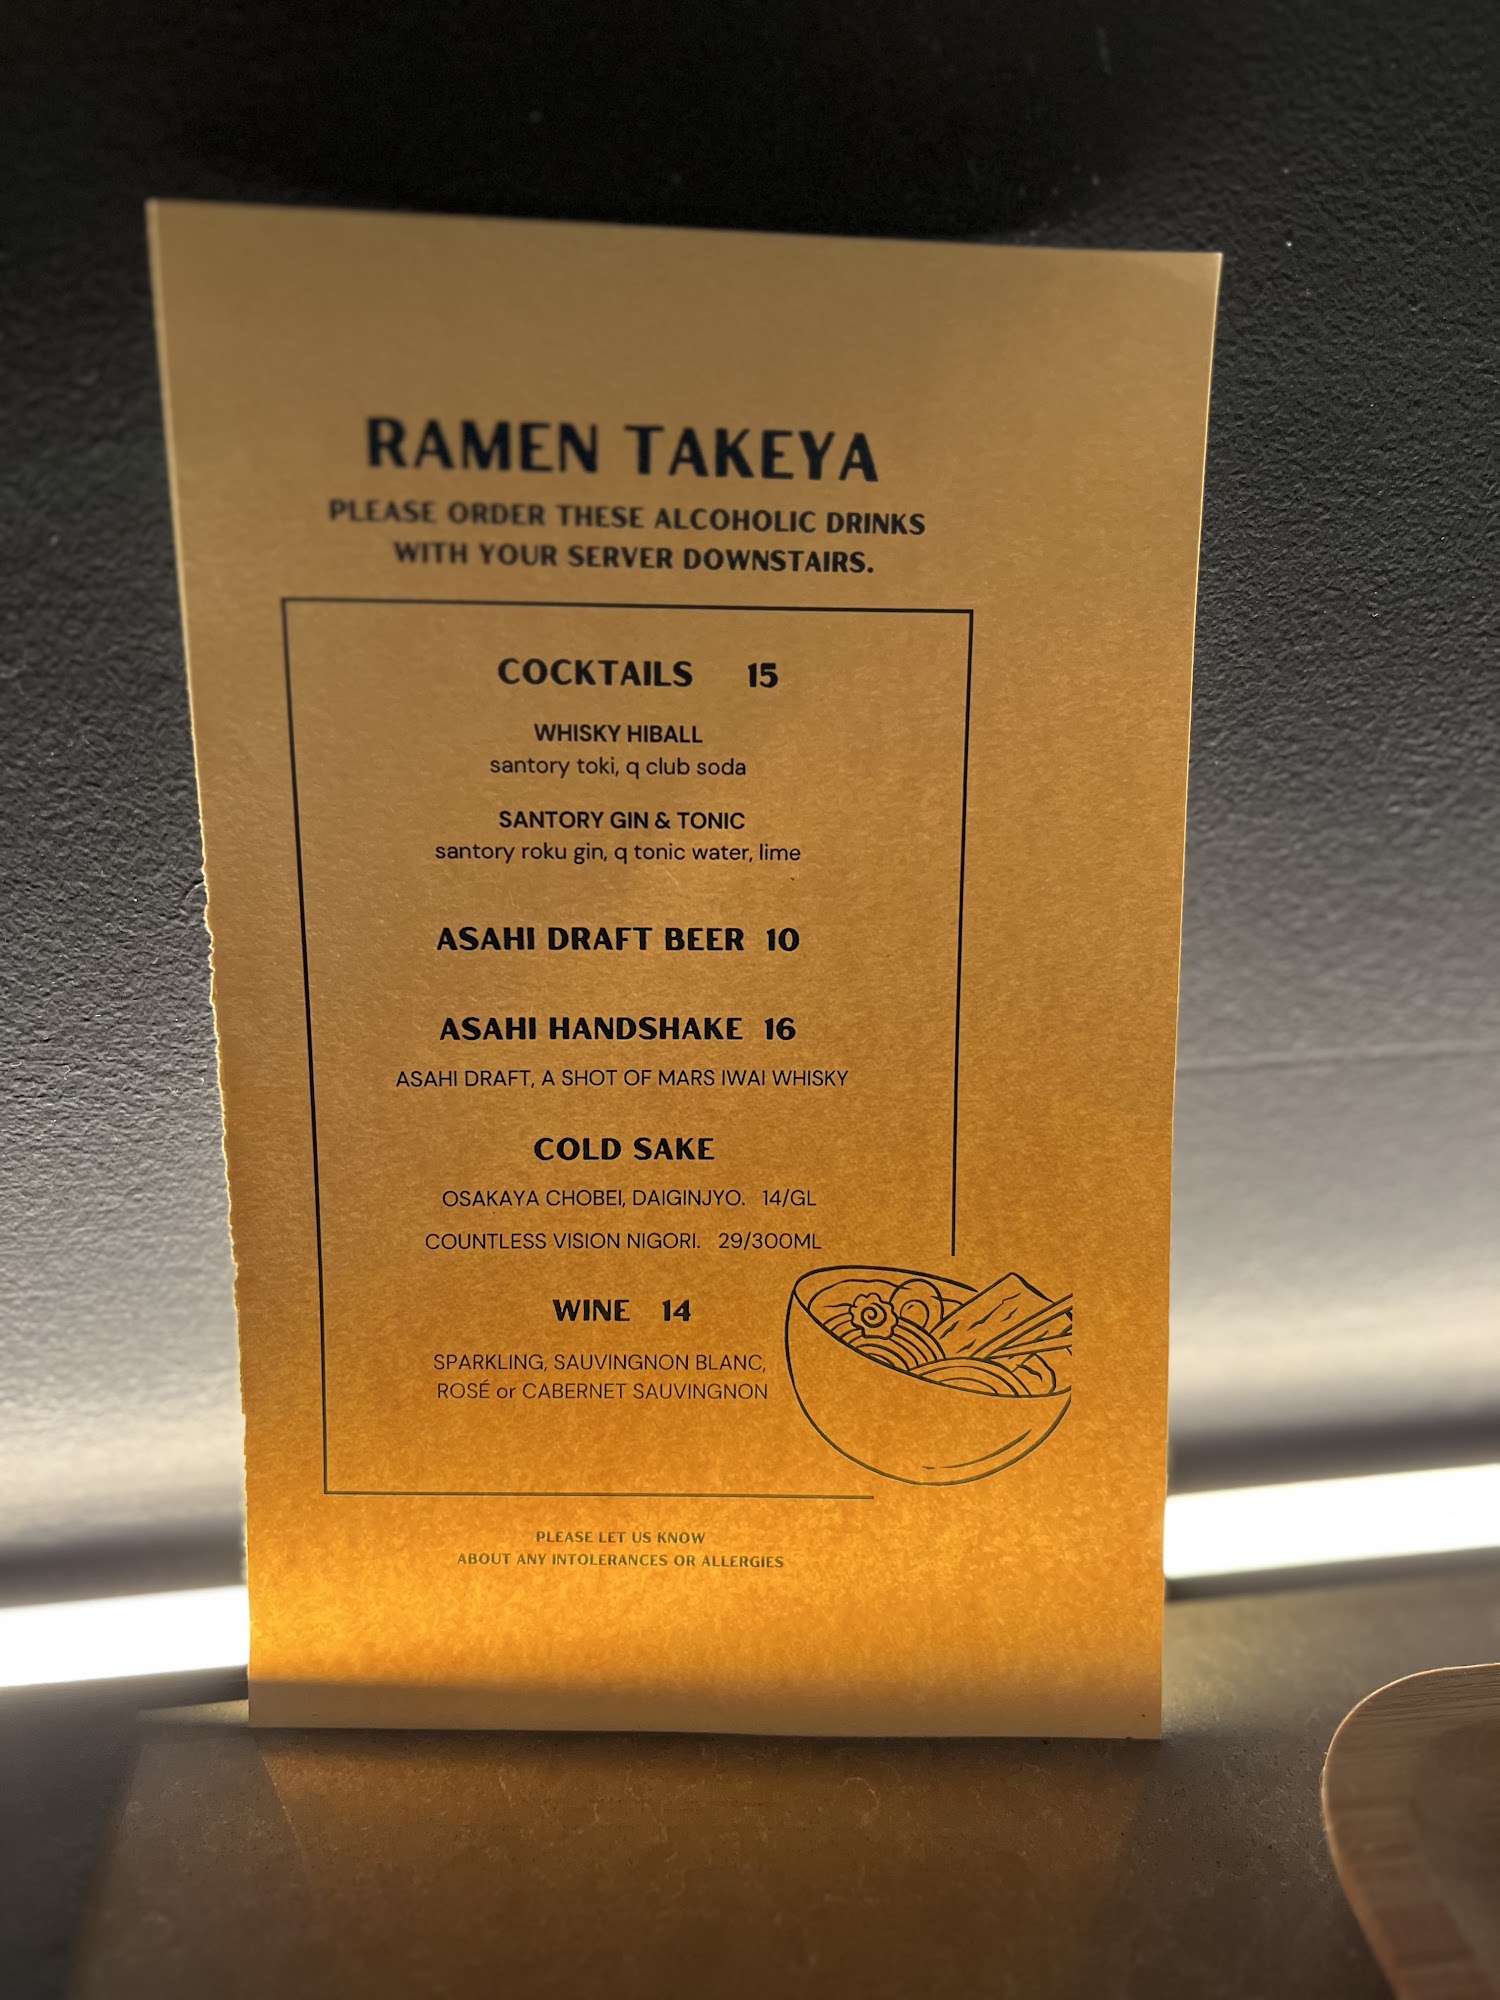 RAMEN TAKEYA
PLEASE ORDER THESE ALCOHOLIC DRINKS
WITH YOUR SERVER DOWNSTAIRS.
COCKTAILS 15
WHISKY HIBALL
santory toki, q club soda
SANTORY GIN & TONIC
santory roku gin, q tonic water, lime
ASAHI DRAFT BEER 10
ASAHI HANDSHAKE 16
ASAHI DRAFT, A SHOT OF MARS IWAI WHISKY
COLD SAKE
OSAKAYA CHOBEI, DAIGINJYO. 14/GL
COUNTLESS VISION NIGORI. 29/300ML
WINE 14
SPARKLING, SAUVINGNON BLANC,
ROSÉ or CABERNET SAUVINGNON
PLEASE LET US KNOW
ABOUT ANY INTOLERANCES OR ALLERGIES